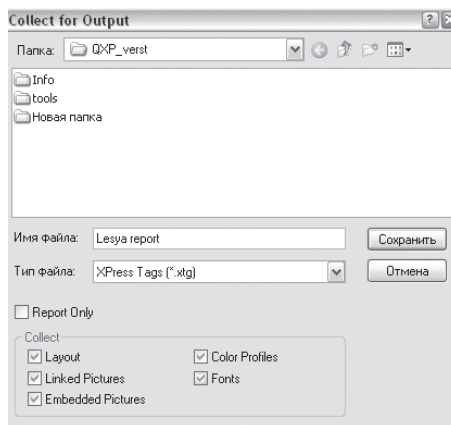 Collect for Output
Папка: QXP_verst
Info
tools
Новая папка
Имя файла: Lesya report Сохранить
Тип файла: XPress Tags (*.xtg) Отмена
Report Only
Collect
Layout Color Profiles
Linked Pictures Fonts
Embedded Pictures